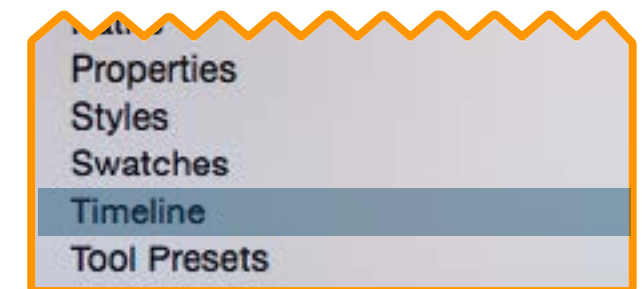 Properties
Styles
Swatches
Timeline
Tool Presets